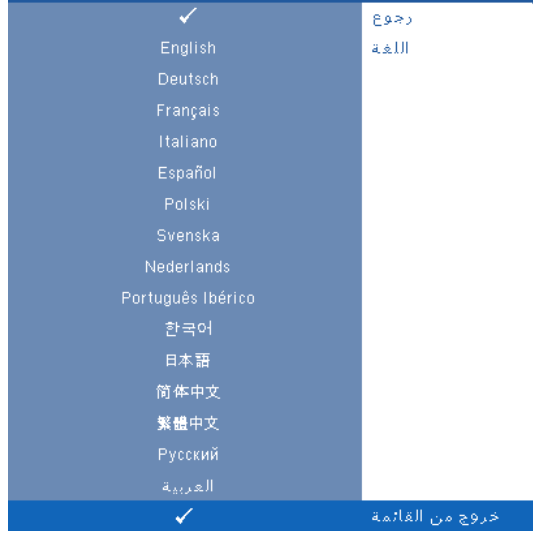 رجوع ✓
اللغة English
Deutsch
Français
Italiano
Español
Polski
Svenska
Nederlands
Português Ibérico
한국어
日本語
简体中文
繁體中文
Русский
العربية
خروج من القائمة ✓